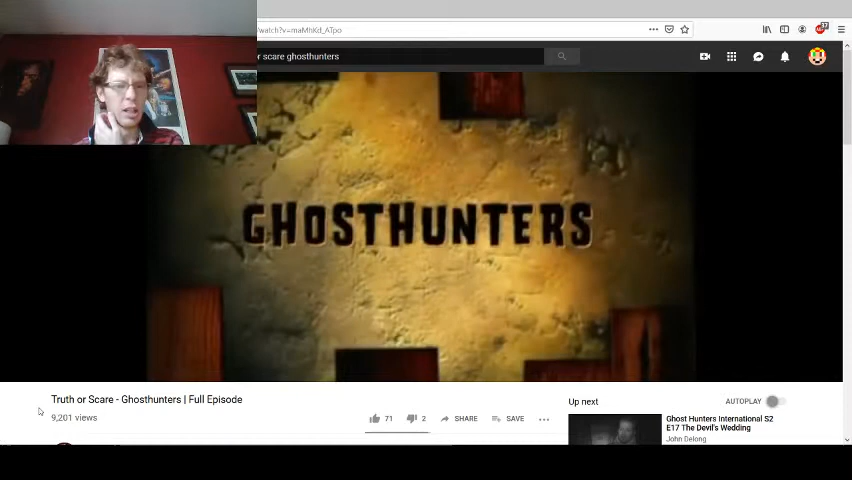 /watch?v=maMhKd_ATpo
37
r scare ghosthunters
GHOSTHUNTERS
Truth or Scare - Ghosthunters | Full Episode
9,201 views
71
2
SHARE
SAVE
Up next
AUTOPLAY
Ghost Hunters International S2
E17 The Devil's Wedding
John Delong